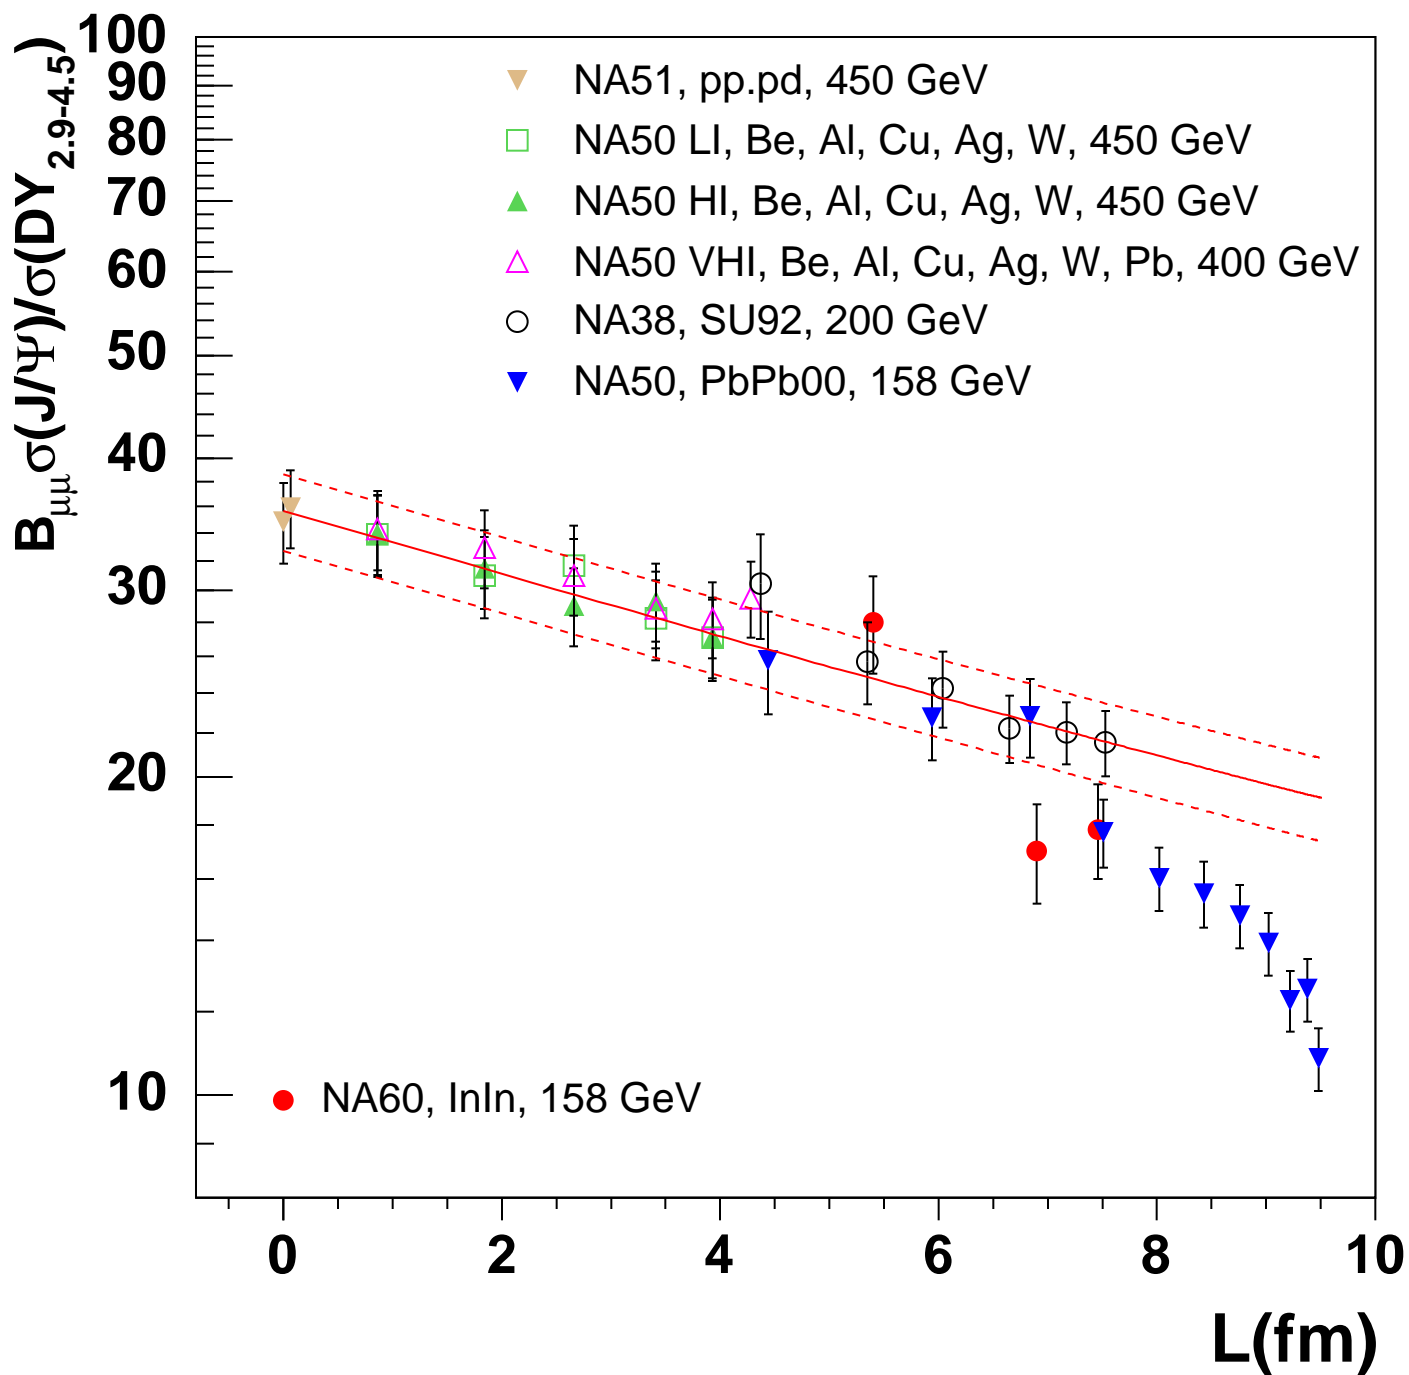 B_μμσ(J/Ψ)/σ(DY_2.9-4.5)
100
90
80
70
60
50
40
30
20
10
NA51, pp.pd, 450 GeV
NA50 LI, Be, Al, Cu, Ag, W, 450 GeV
NA50 HI, Be, Al, Cu, Ag, W, 450 GeV
NA50 VHI, Be, Al, Cu, Ag, W, Pb, 400 GeV
NA38, SU92, 200 GeV
NA50, PbPb00, 158 GeV
NA60, InIn, 158 GeV
0 2 4 6 8 10
L(fm)